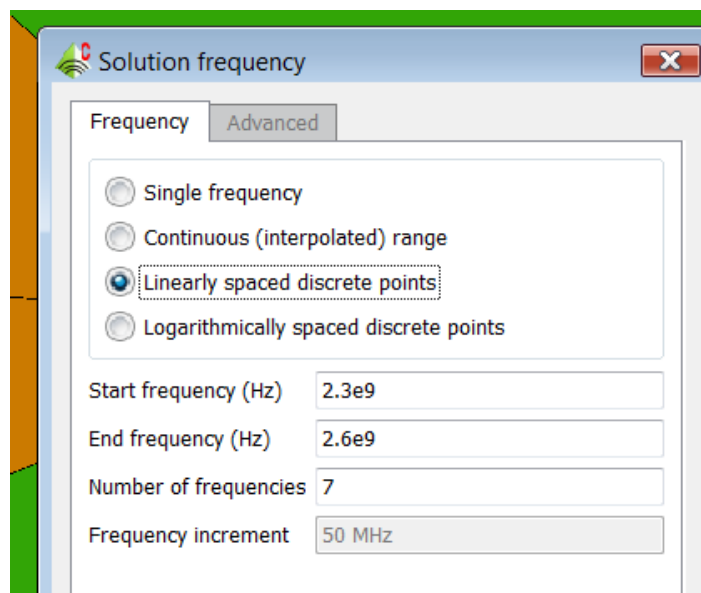 C
Solution frequency
Frequency
Advanced
Single frequency
Continuous (interpolated) range
Linearly spaced discrete points
Logarithmically spaced discrete points
Start frequency (Hz) 2.3e9
End frequency (Hz) 2.6e9
Number of frequencies 7
Frequency increment 50 MHz